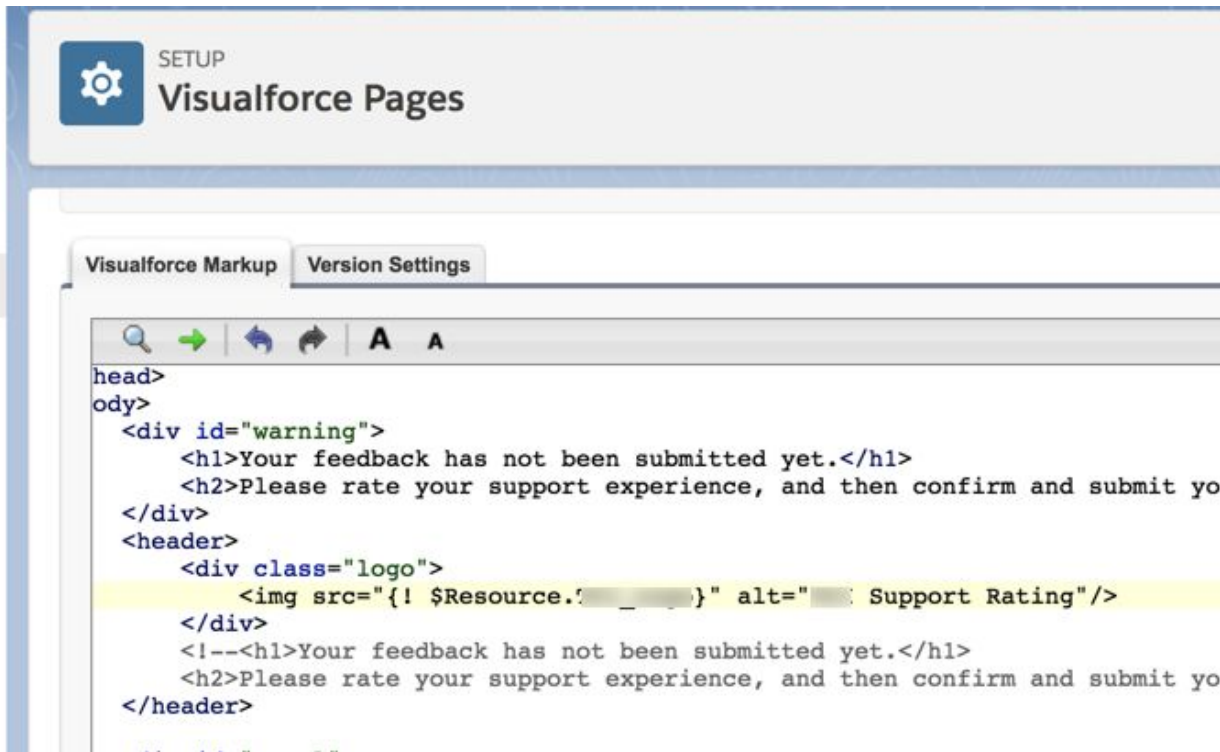 SETUP
Visualforce Pages
Visualforce Markup
Version Settings
A A
head>
ody>
<div id="warning">
<h1>Your feedback has not been submitted yet.</h1>
<h2>Please rate your support experience, and then confirm and submit yo
</div>
<header>
<div class="logo">
<img src="{! $Resource. }" alt=" Support Rating"/>
</div>
<!--<h1>Your feedback has not been submitted yet.</h1>
<h2>Please rate your support experience, and then confirm and submit yo
</header>